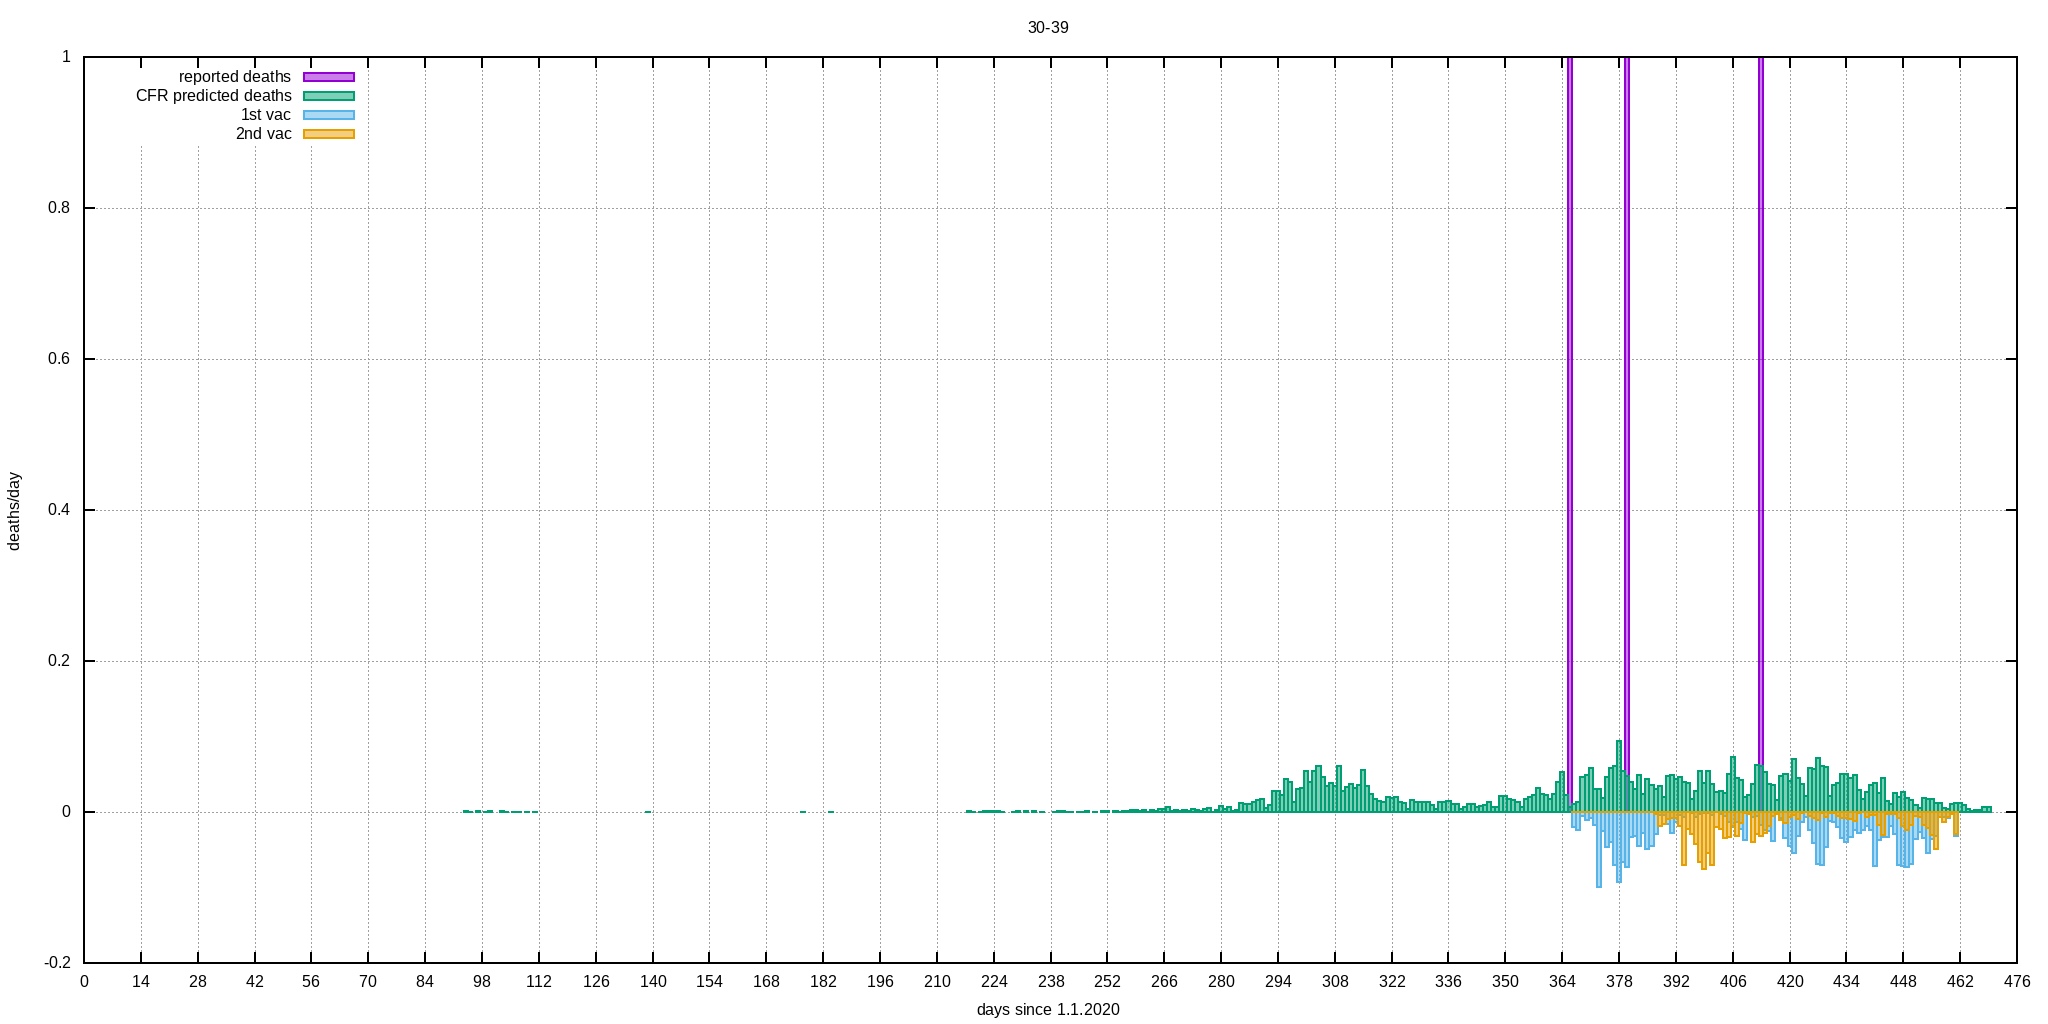 30-39
reported deaths
CFR predicted deaths
1st vac
2nd vac
1
0.8
0.6
0.4
0.2
0
-0.2
deaths/day
0 14 28 42 56 70 84 98 112 126 140 154 168 182 196 210 224 238 252 266 280 294 308 322 336 350 364 378 392 406 420 434 448 462 476
days since 1.1.2020